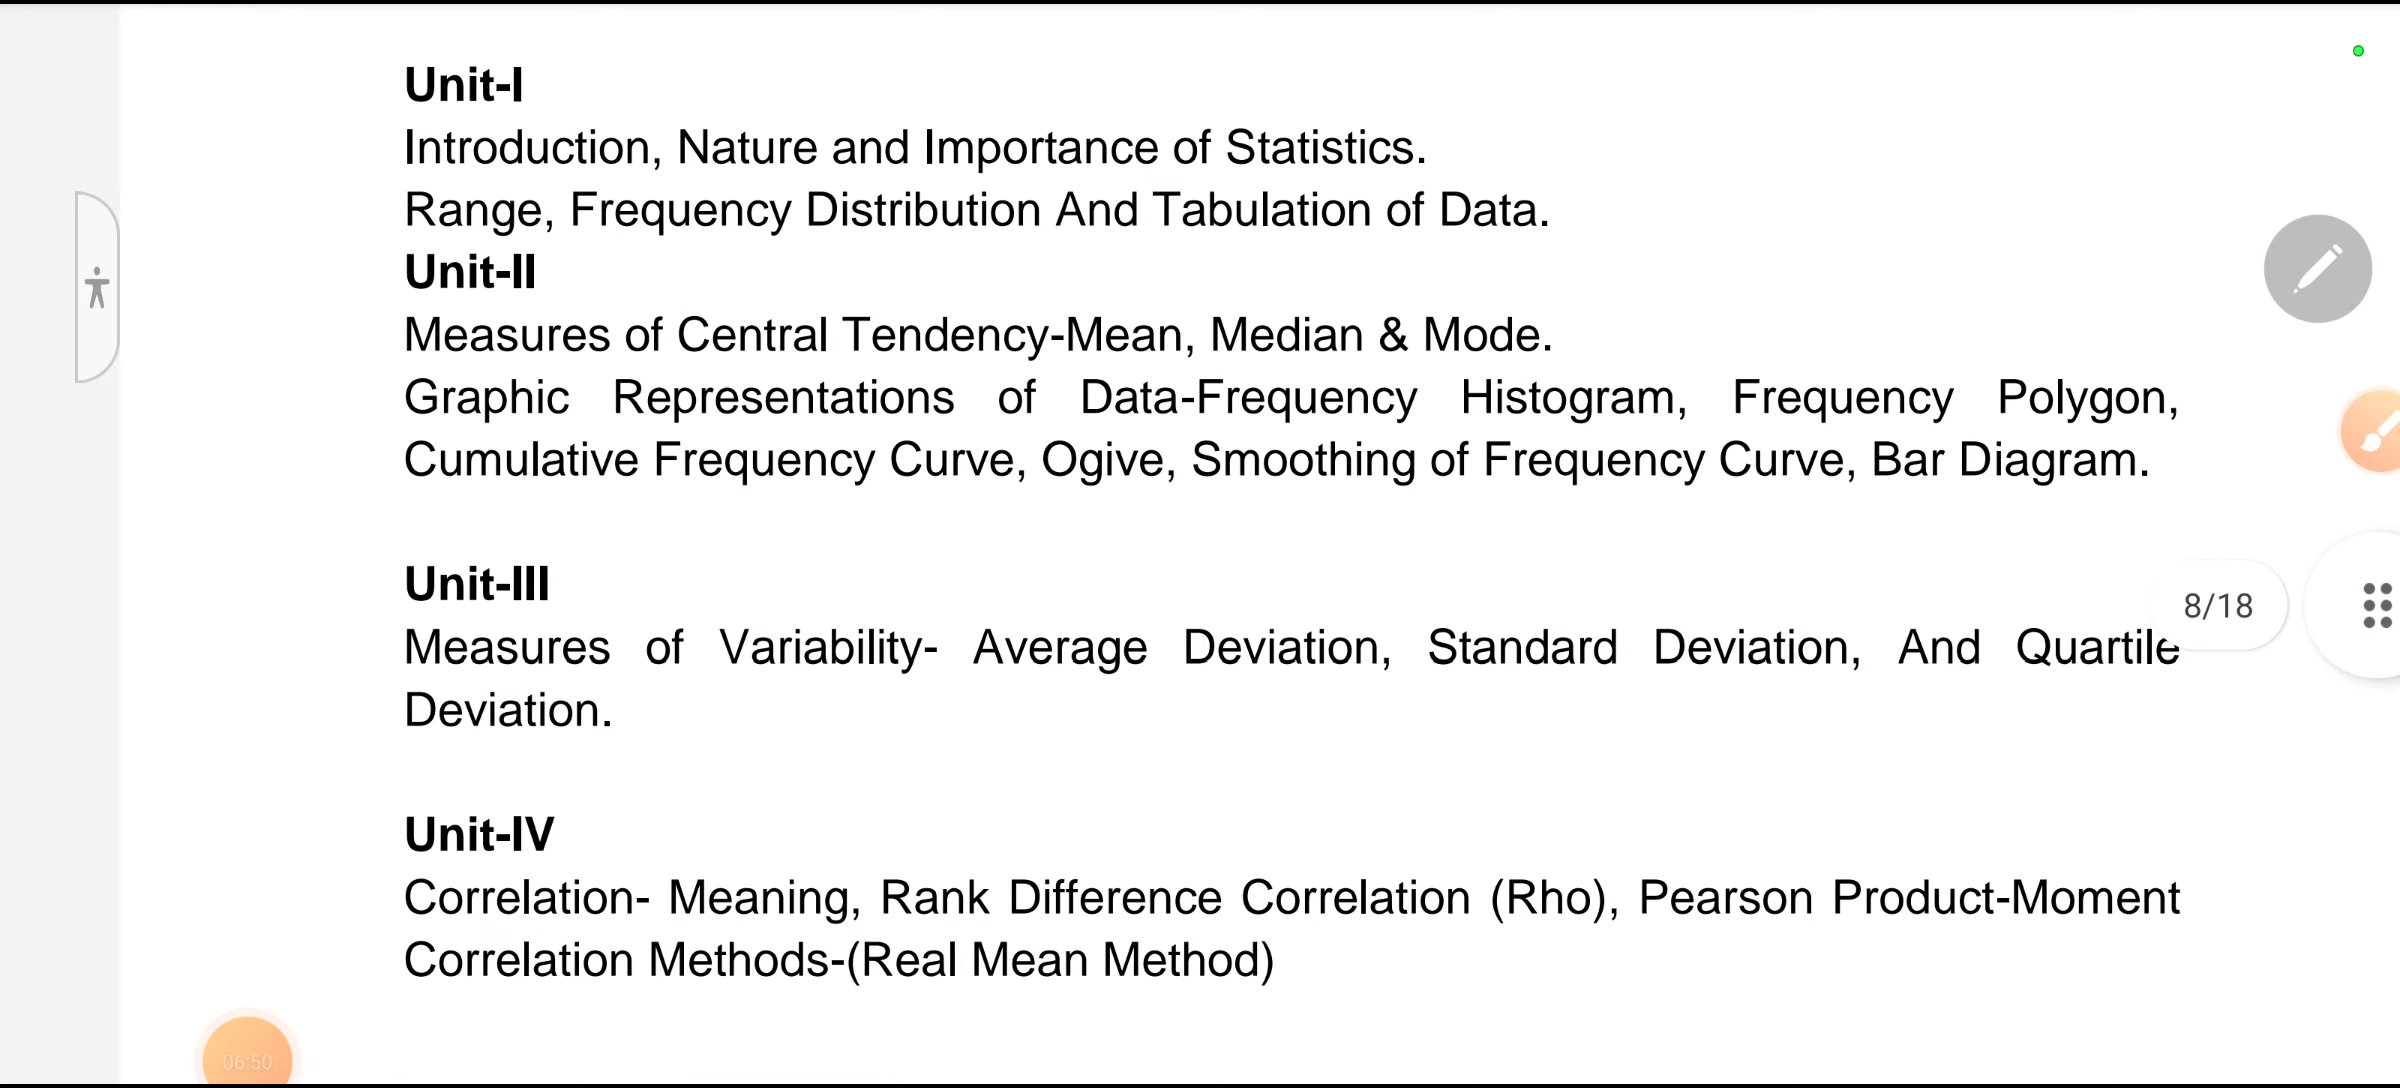 Unit-I
Introduction, Nature and Importance of Statistics.
Range, Frequency Distribution And Tabulation of Data.
Unit-II
Measures of Central Tendency-Mean, Median & Mode.
Graphic Representations of Data-Frequency Histogram, Frequency Polygon,
Cumulative Frequency Curve, Ogive, Smoothing of Frequency Curve, Bar Diagram.
Unit-III
8/18
Measures of Variability- Average Deviation, Standard Deviation, And Quartile
Deviation.
Unit-IV
Correlation- Meaning, Rank Difference Correlation (Rho), Pearson Product-Moment
Correlation Methods-(Real Mean Method)
06:50